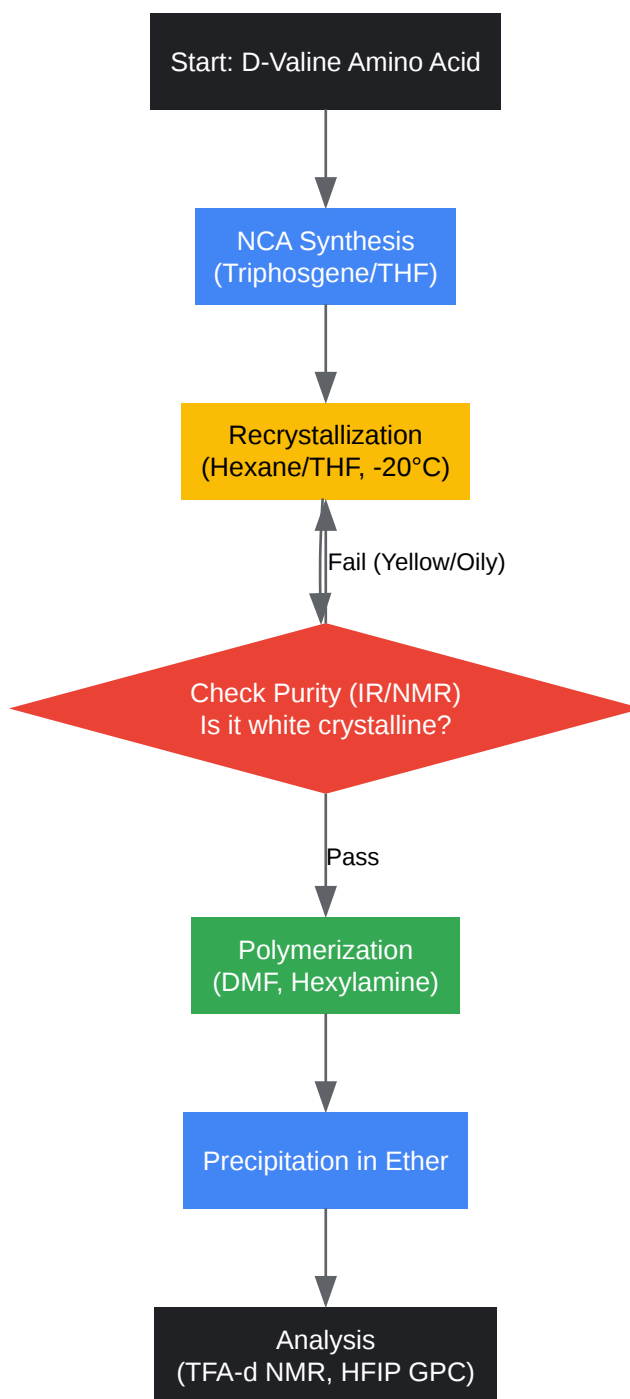 Start: D-Valine Amino Acid
NCA Synthesis
(Triphosgene/THF)
Recrystallization
(Hexane/THF, -20°C)
Fail (Yellow/Oily)
Check Purity (IR/NMR)
Is it white crystalline?
Pass
Polymerization
(DMF, Hexylamine)
Precipitation in Ether
Analysis
(TFA-d NMR, HFIP GPC)